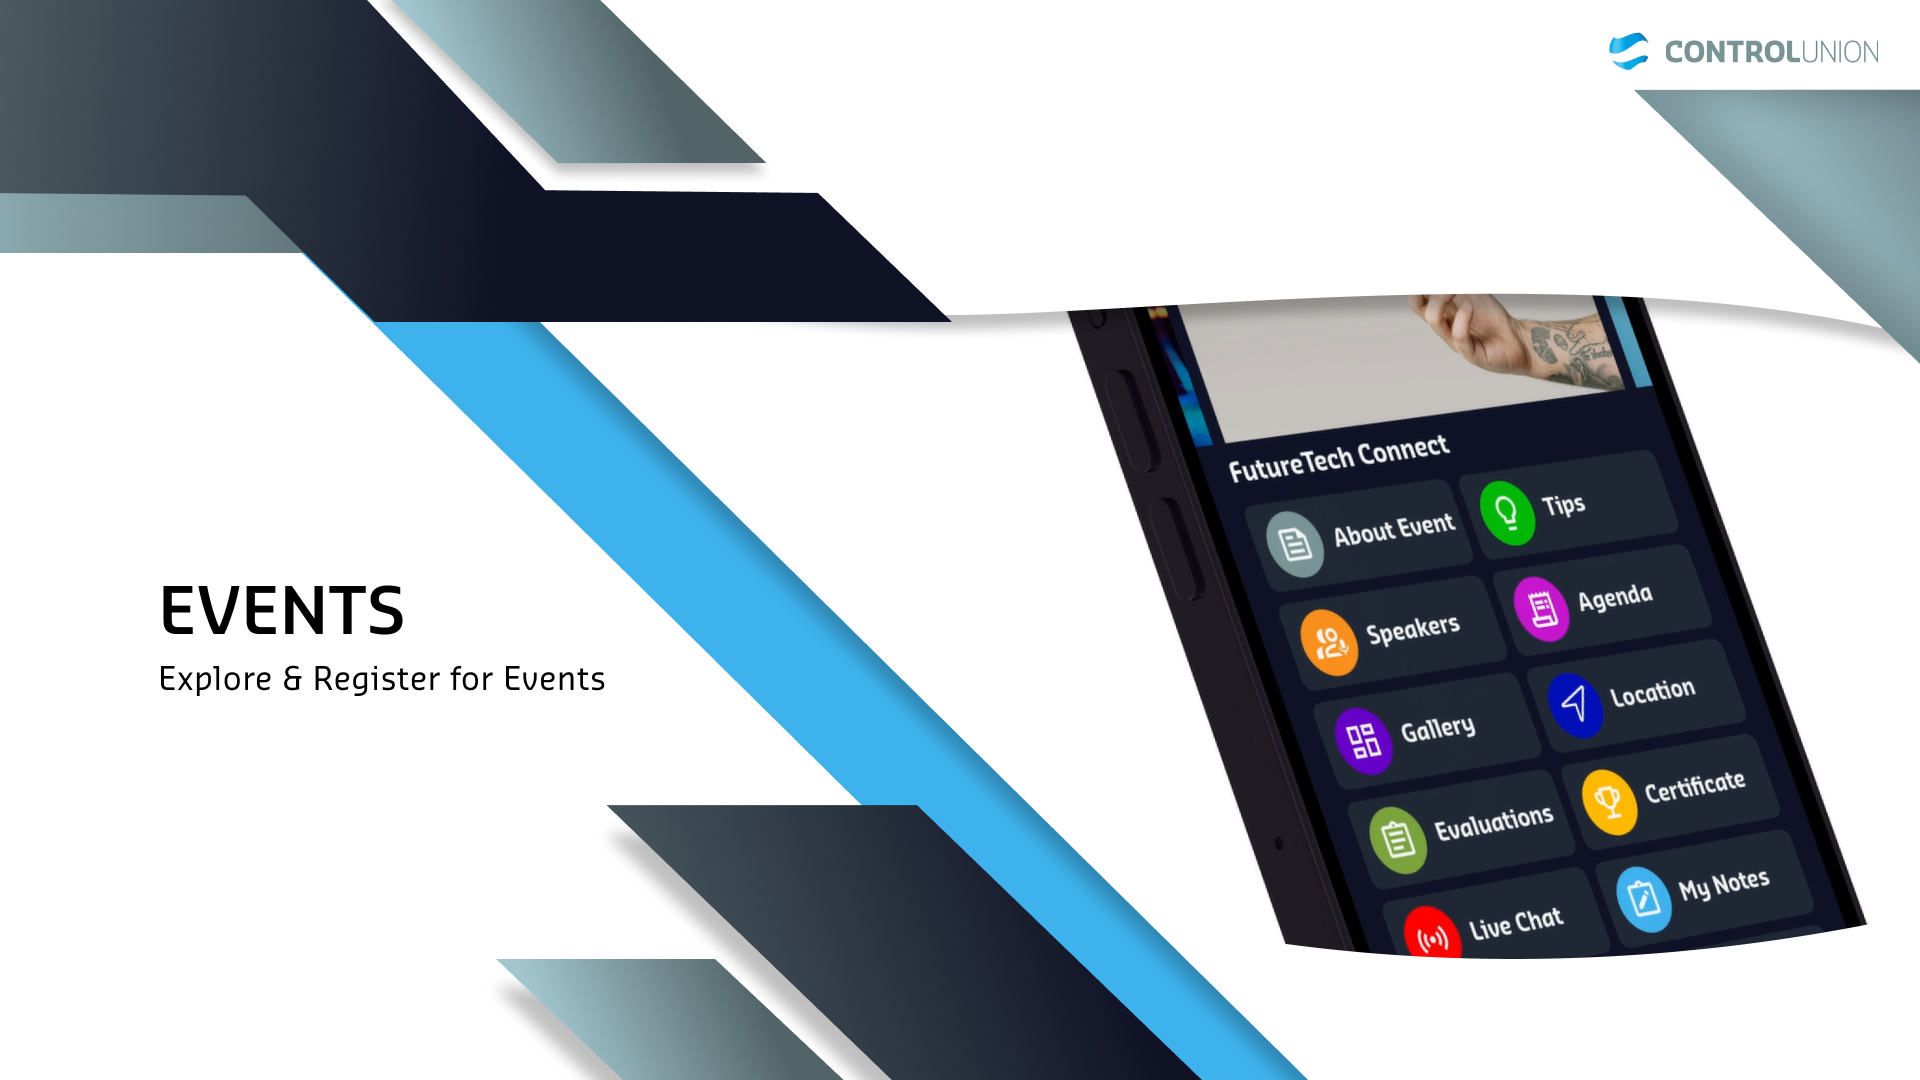 CONTROLUNION
EVENTS
Explore & Register for Events
FutureTech Connect
About Event
Tips
Speakers
Agenda
Gallery
Location
Evaluations
Certificate
Live Chat
My Notes